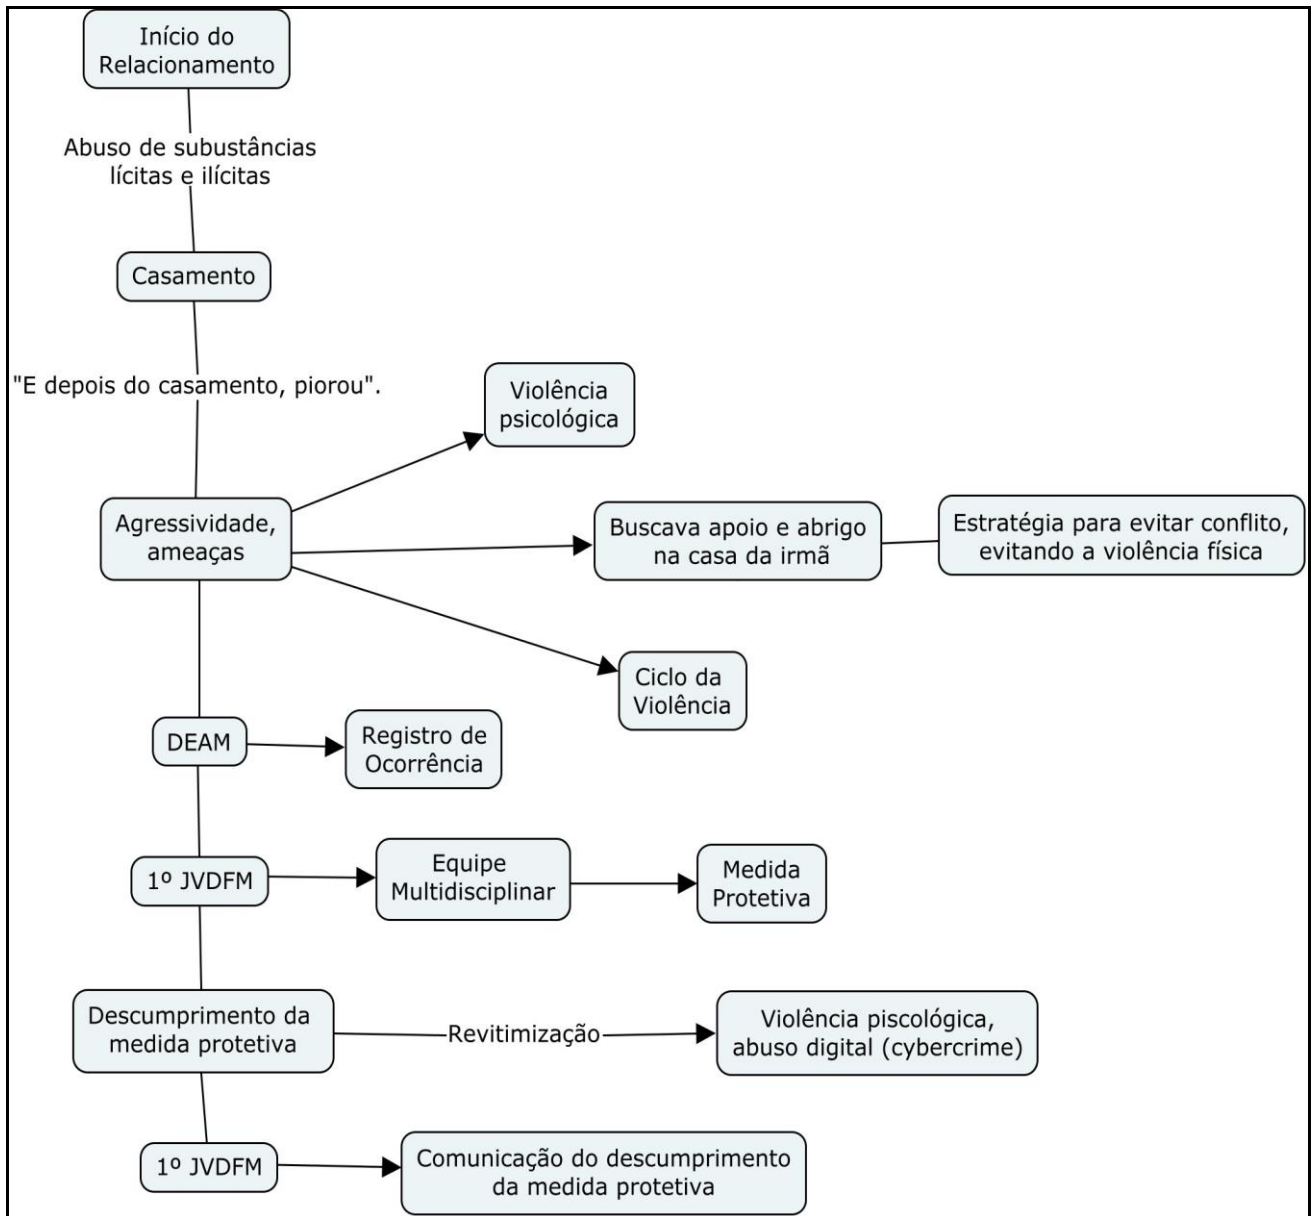 Início do
Relacionamento
Abuso de subustâncias
lícitas e ilícitas
Casamento
"E depois do casamento, piorou".
Violência
psicológica
Agressividade,
ameaças
Buscava apoio e abrigo
na casa da irmã
Estratégia para evitar conflito,
evitando a violência física
Ciclo da
Violência
DEAM
Registro de
Ocorrência
1º JVDFM
Equipe
Multidisciplinar
Medida
Protetiva
Descumprimento da
medida protetiva
Revitimização
Violência piscológica,
abuso digital (cybercrime)
1º JVDFM
Comunicação do descumprimento
da medida protetiva